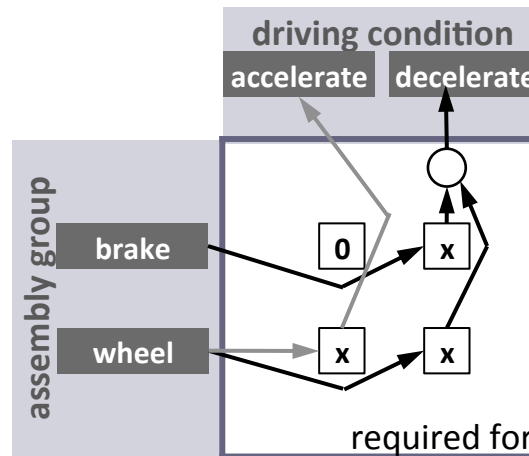 driving condition
accelerate decelerate
assembly group
brake 0 x
wheel x x
required for